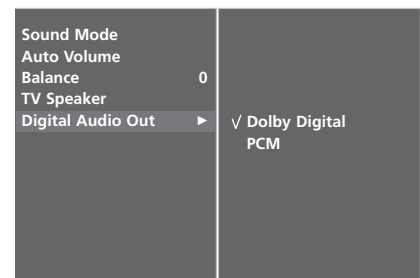 Sound Mode
Auto Volume
Balance 0
TV Speaker
Digital Audio Out ►
√ Dolby Digital
PCM